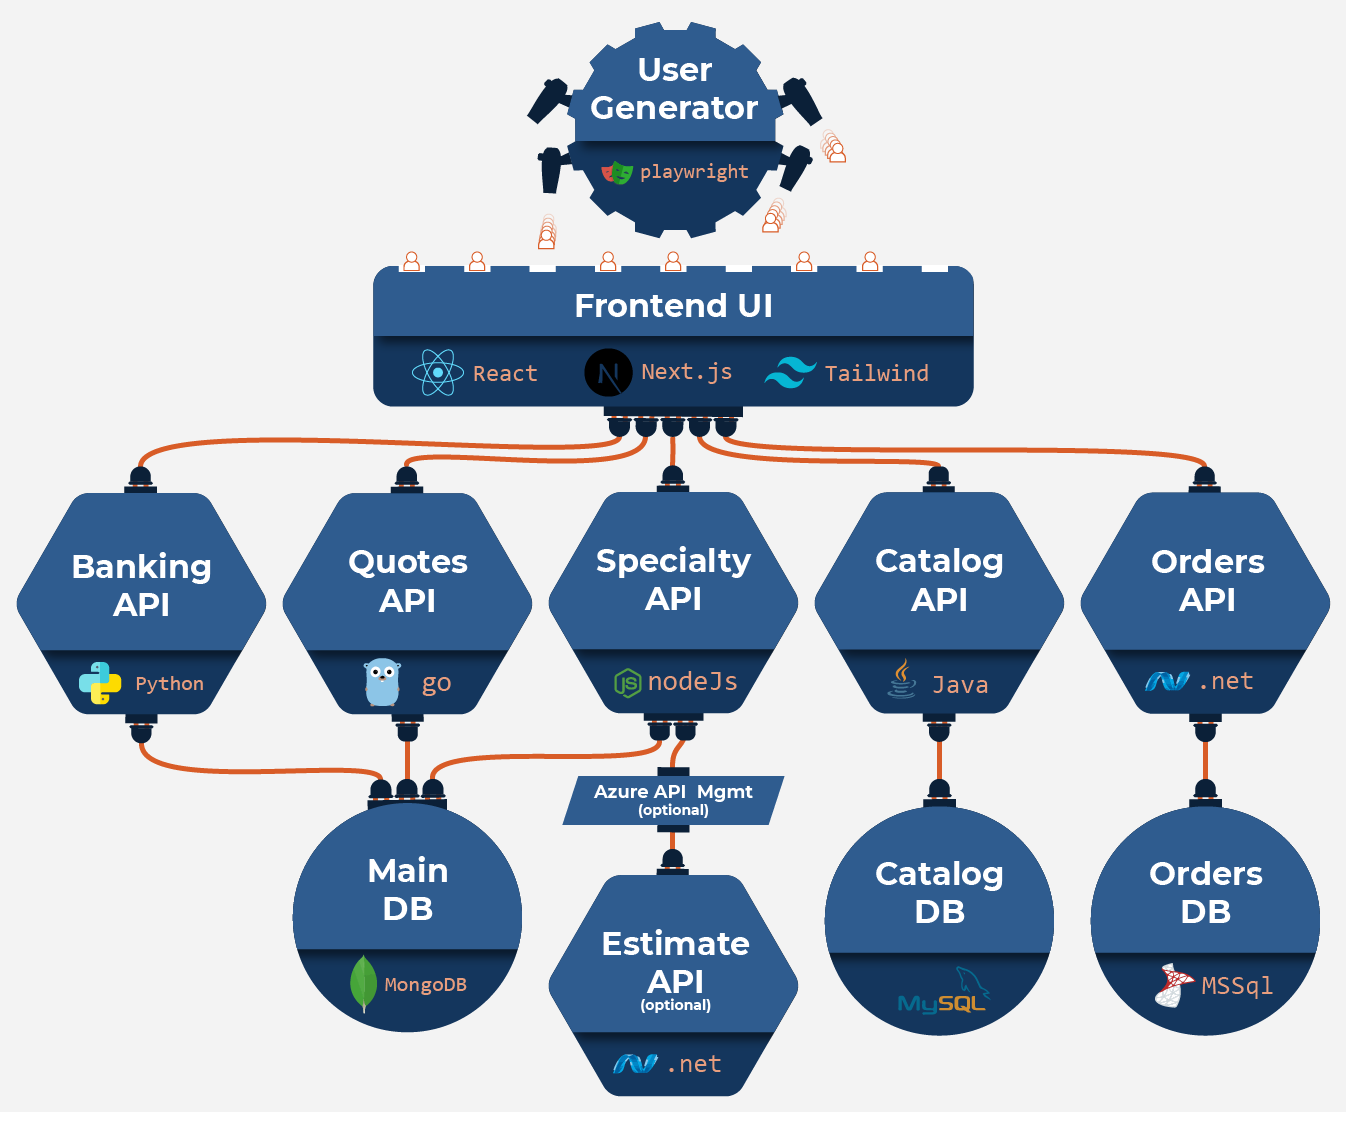 User
Generator
playwright
Frontend UI
React
Next.js
Tailwind
Banking
API
Python
Quotes
API
go
Specialty
API
nodeJs
Catalog
API
Java
Orders
API
.net
Azure API Mgmt
(optional)
Main
DB
MongoDB
Estimate
API
(optional)
.net
Catalog
DB
MySQL
Orders
DB
MSSql